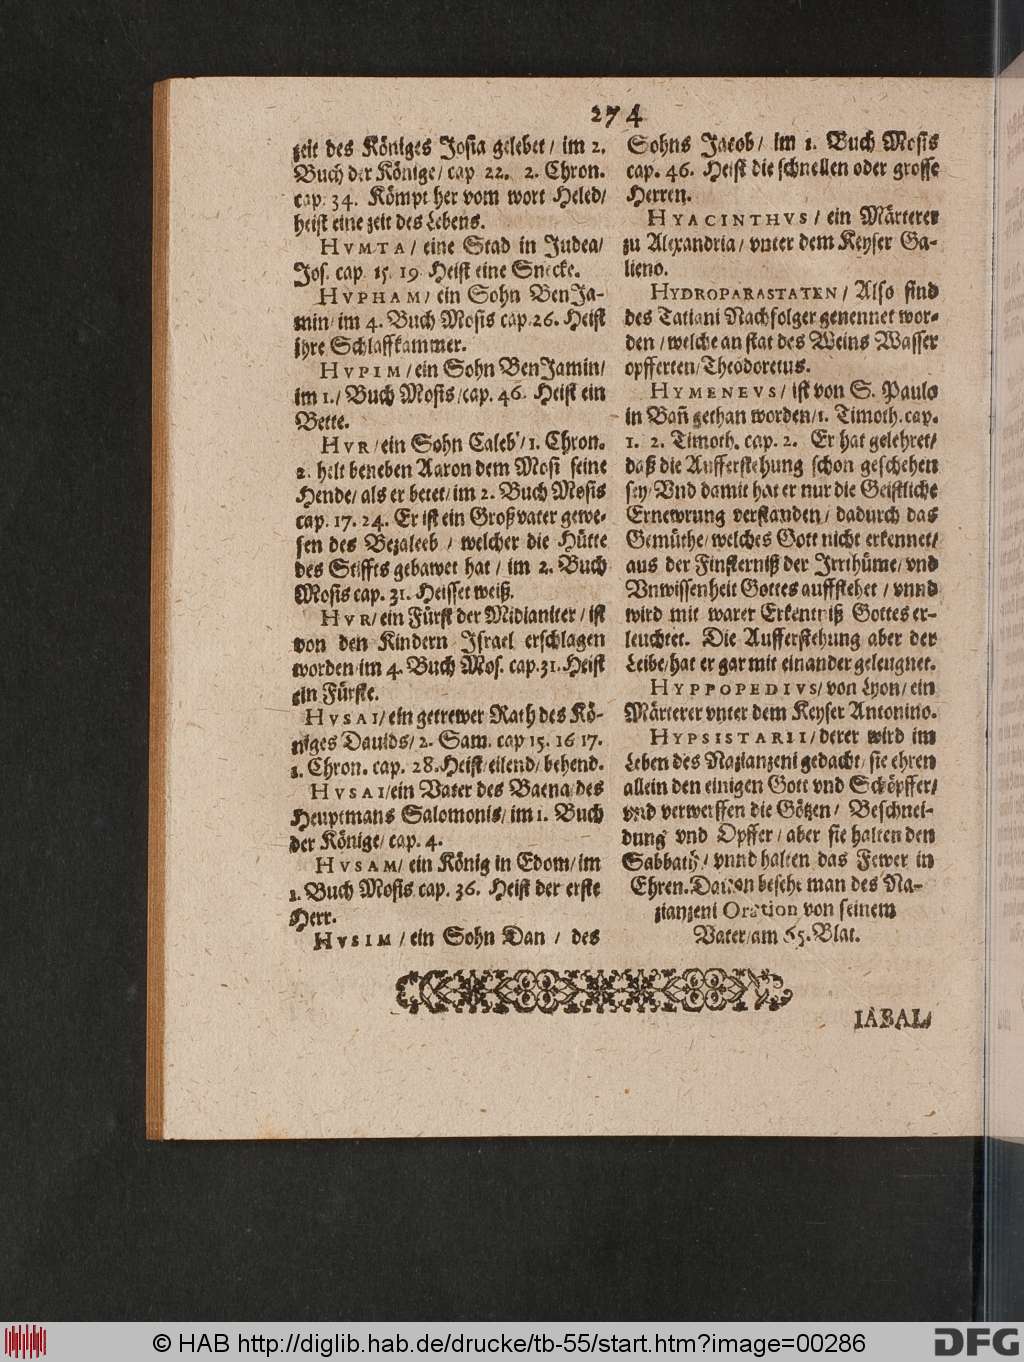 274
zeit des Königes Josia gelebet / im 2.
Buch der Könige / cap 22. 2. Chron.
cap. 34. Kömpt her vom wort Heled /
heist eine zeit des Lebens.
HVMTA / eine Stad in Judea /
Jos. cap 15. 19 Heist eine Snecke.
HVPHAM / ein Sohn BenJa-
min / im 4. Buch Mosis cap. 26. Heist
jhre Schlaffkammer.
HVPIM / ein Sohn BenJamin /
im 1. / Buch Mosis / cap. 46. Heist ein
Bette.
HVR / ein Sohn Caleb / 1. Chron.
2. helt beneben Aaron dem Mosi seine
Hende / als er betet / im 2. Buch Mosis
cap. 17. 24. Er ist ein Großvater gewe-
sen des Bezaleeb / welcher die Hütte
des Stiffts gebawet hat / im 2. Buch
Mosis cap. 31. Heisset weiß.
HVR / ein Fürst der Midianiter / ist
von den Kindern Israel erschlagen
worden / im 4. Buch Mos. cap. 31. Heist
ein Fürste.
HVSAI / ein getrewer Rath des Kö-
niges Dauids / 2. Sam. cap 15. 16 17.
1. Chron. cap. 28. Heist / eilend / behend.
HVSAI / ein Vater des Baena / des
Heuptmans Salomonis / im 1. Buch
der Könige / cap. 4.
HVSAM / ein König in Edom / im
1. Buch Mosis cap. 36. Heist der erste
Herr.
HVSIM / ein Sohn Dan / des
Sohns Jacob / im 1. Buch Mosis
cap. 46. Heist die schnellen oder grosse
Herren.
HYACINTHVS / ein Märterer
zu Alexandria / vnter dem Keyser Ga-
lieno.
HYDROPARASTATEN / Also sind
des Tatiani Nachfolger genennet wor-
den / welche an stat des Weins Wasser
opfferten / Theodoretus.
HYMENEVS / ist von S. Paulo
in Bañ gethan worden / 1. Timoth. cap.
1. 2. Timoth. cap. 2. Er hat gelehret /
daß die Aufferstehung schon geschehen
sey / Vnd damit hat er nur die Geistliche
Ernewrung verstanden / dadurch das
Gemüthe / welches Gott nicht erkennet /
aus der Finsterniß der Irrthüme / vnd
Vnwissenheit Gottes auffstehet / vnnd
wird mit warer Erkentniß Gottes er-
leuchtet. Die Aufferstehung aber der
Leibe / hat er gar mit einander geleugnet.
HYPPOPEDIVS / von Lyon / ein
Märterer vnter dem Keyser Antonino.
HYPSISTARII / derer wird im
Leben des Nazianzeni gedacht / sie ehren
allein den einigen Gott vnd Schöpffer /
vnd verwerffen die Götzen / Beschnei-
dung vnd Opffer / aber sie halten den
Sabbath / vnnd halten das Fewer in
Ehren. Dauon besehe man des Na-
zianzeni Oration von seinem
Vater / am 65. Blat.
IABAL /
© HAB http://diglib.hab.de/drucke/tb-55/start.htm?image=00286
DFG